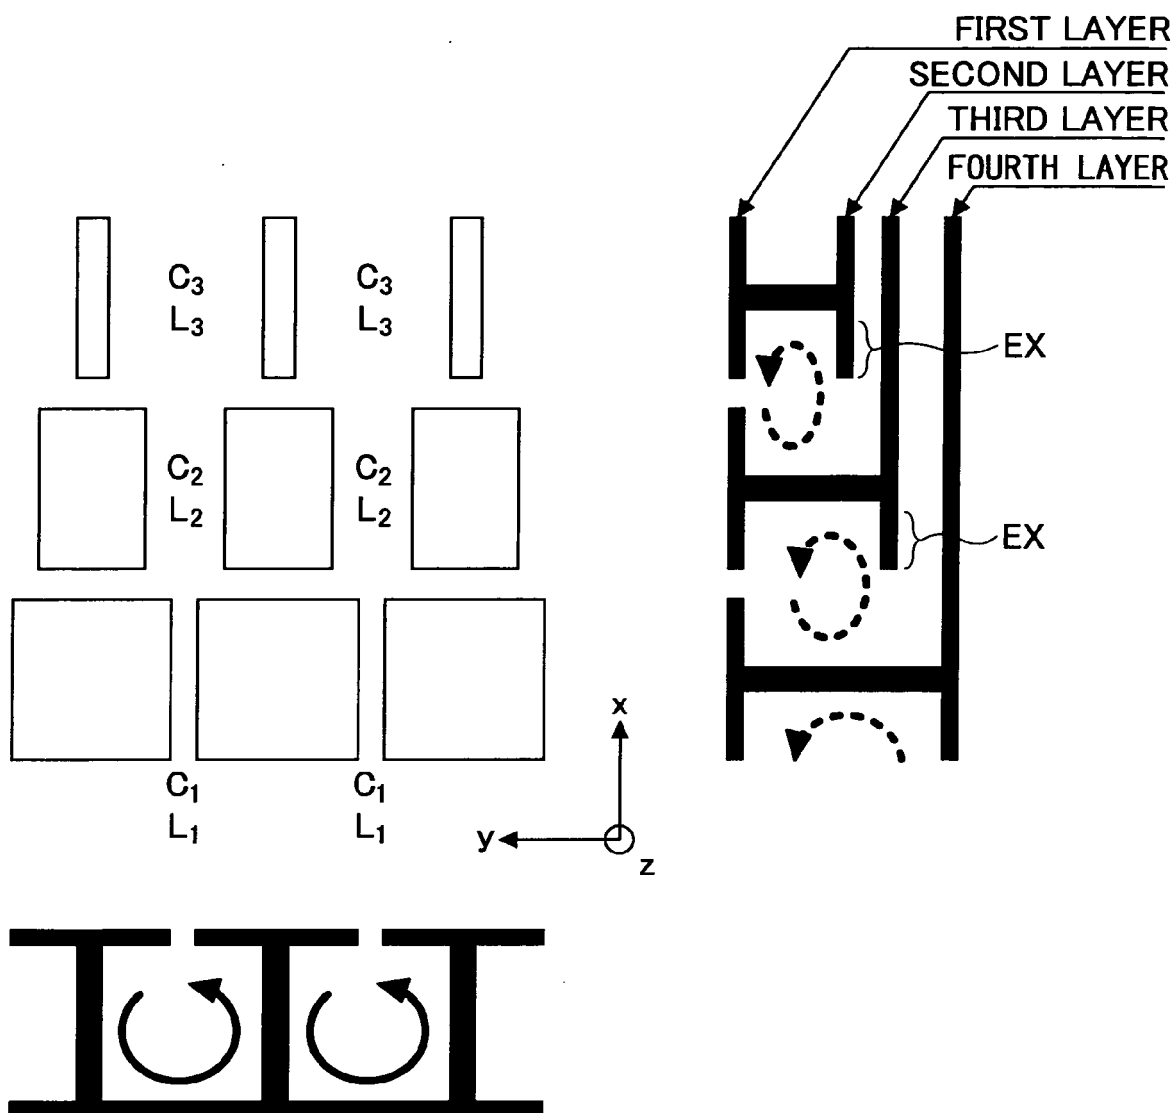 FIRST LAYER
SECOND LAYER
THIRD LAYER
FOURTH LAYER
C₃ C₃
L₃ L₃
EX
C₂ C₂
L₂ L₂
EX
x
C₁ C₁
L₁ L₁
y
z